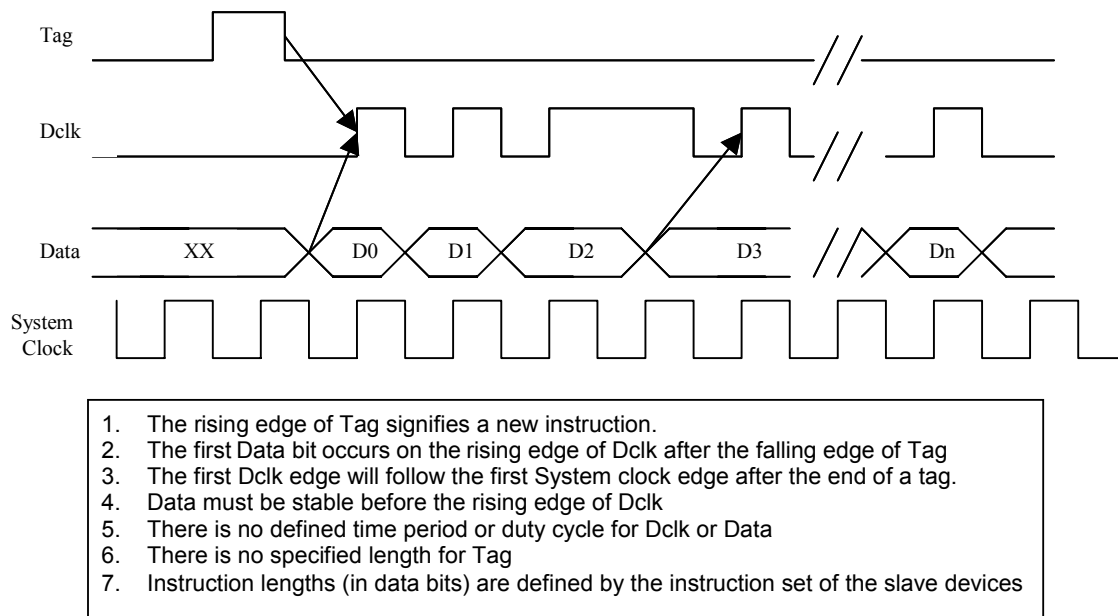 Tag
Dclk
Data
XX
D0
D1
D2
D3
Dn
System
Clock
1. The rising edge of Tag signifies a new instruction.
2. The first Data bit occurs on the rising edge of Dclk after the falling edge of Tag
3. The first Dclk edge will follow the first System clock edge after the end of a tag.
4. Data must be stable before the rising edge of Dclk
5. There is no defined time period or duty cycle for Dclk or Data
6. There is no specified length for Tag
7. Instruction lengths (in data bits) are defined by the instruction set of the slave devices